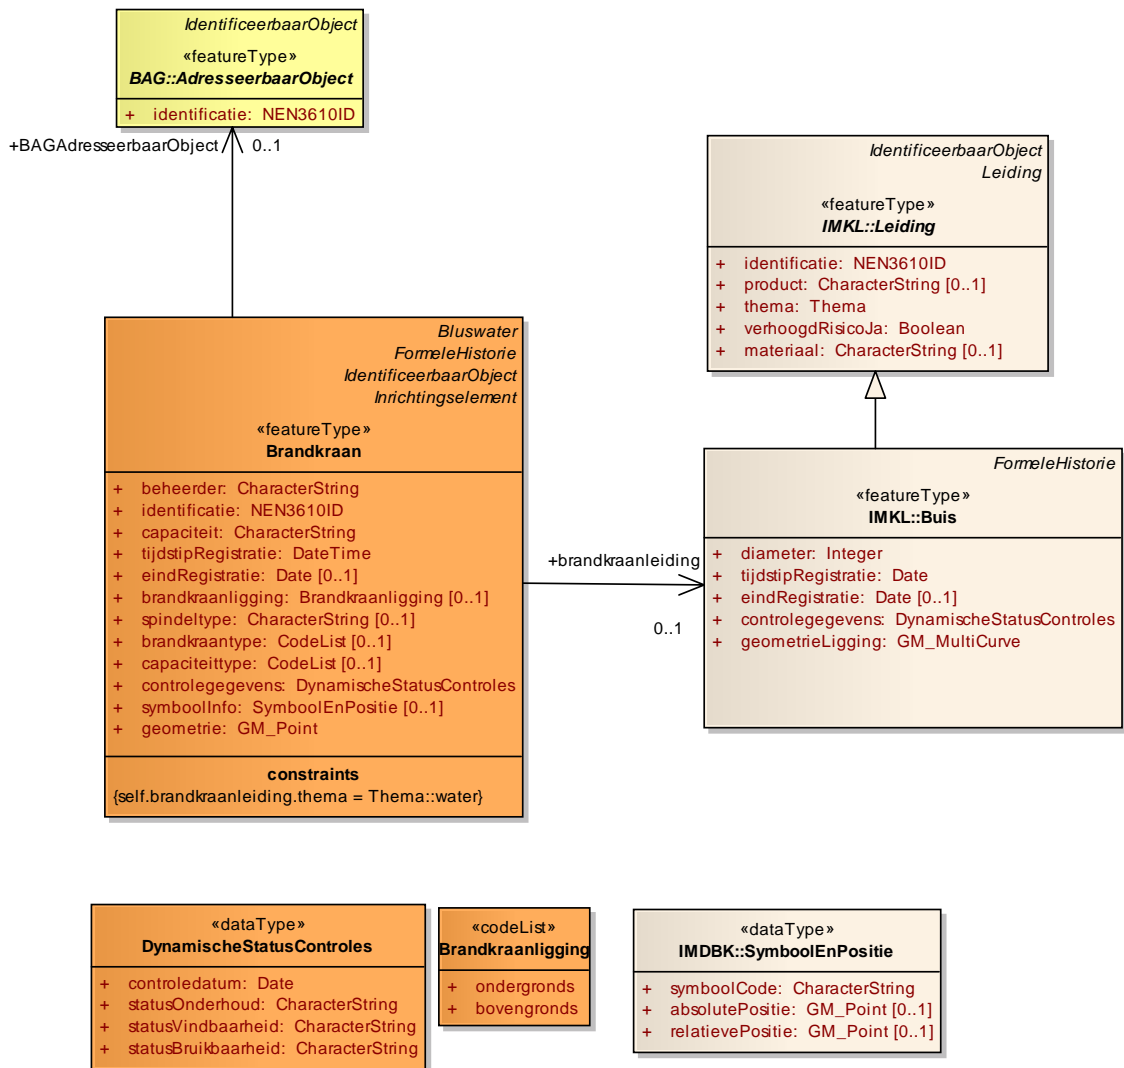 IdentificeerbaarObject
«featureType»
BAG::AdresseerbaarObject
+ identificatie: NEN3610ID
+BAGAdresseerbaarObject
0..1
IdentificeerbaarObject
Leiding
«featureType»
IMKL::Leiding
+ identificatie: NEN3610ID
+ product: CharacterString [0..1]
+ thema: Thema
+ verhoogdRisicoJa: Boolean
+ materiaal: CharacterString [0..1]
Bluswater
FormeleHistorie
IdentificeerbaarObject
Inrichtingselement
«featureType»
Brandkraan
+ beheerder: CharacterString
+ identificatie: NEN3610ID
+ capaciteit: CharacterString
+ tijdstipRegistratie: DateTime
+ eindRegistratie: Date [0..1]
+ brandkraanligging: Brandkraanligging [0..1]
+ spindeltype: CharacterString [0..1]
+ brandkraantype: CodeList [0..1]
+ capaciteittype: CodeList [0..1]
+ controlegegevens: DynamischeStatusControles
+ symboolInfo: SymboolEnPositie [0..1]
+ geometrie: GM_Point
constraints
{self.brandkraanleiding.thema = Thema::water}
+brandkraanleiding
0..1
FormeleHistorie
«featureType»
IMKL::Buis
+ diameter: Integer
+ tijdstipRegistratie: Date
+ eindRegistratie: Date [0..1]
+ controlegegevens: DynamischeStatusControles
+ geometrieLigging: GM_MultiCurve
«dataType»
DynamischeStatusControles
+ controledatum: Date
+ statusOnderhoud: CharacterString
+ statusVindbaarheid: CharacterString
+ statusBruikbaarheid: CharacterString
«codeList»
Brandkraanligging
+ ondergronds
+ bovengronds
«dataType»
IMDBK::SymboolEnPositie
+ symboolCode: CharacterString
+ absolutePositie: GM_Point [0..1]
+ relatievePositie: GM_Point [0..1]